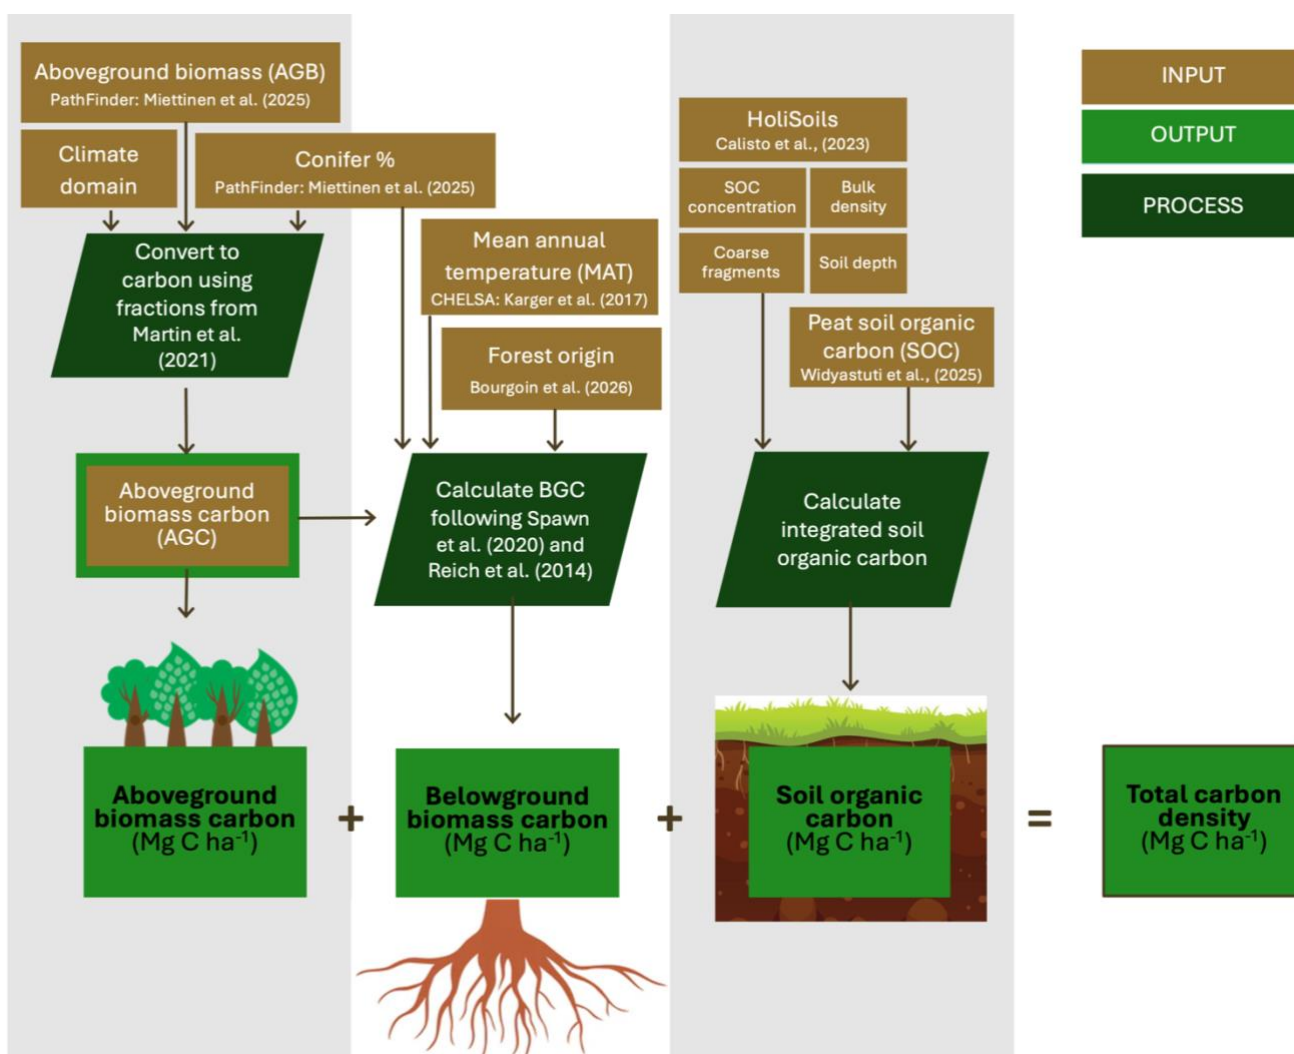 Aboveground biomass (AGB)
PathFinder: Miettinen et al. (2025)
Climate
domain
Conifer %
PathFinder: Miettinen et al. (2025)
Convert to
carbon using
fractions from
Martin et al.
(2021)
Mean annual
temperature (MAT)
CHELSA: Karger et al. (2017)
Forest origin
Bourgoin et al. (2026)
HoliSoils
Calisto et al., (2023)
SOC
concentration
Bulk
density
Coarse
fragments
Soil depth
Peat soil organic
carbon (SOC)
Widyastuti et al., (2025)
INPUT
OUTPUT
PROCESS
Aboveground
biomass carbon
(AGC)
Calculate BGC
following Spawn
et al. (2020) and
Reich et al. (2014)
Calculate
integrated soil
organic carbon
Aboveground
biomass carbon
(Mg C ha⁻¹)
+
Belowground
biomass carbon
(Mg C ha⁻¹)
+
Soil organic
carbon
(Mg C ha⁻¹)
=
Total carbon
density
(Mg C ha⁻¹)